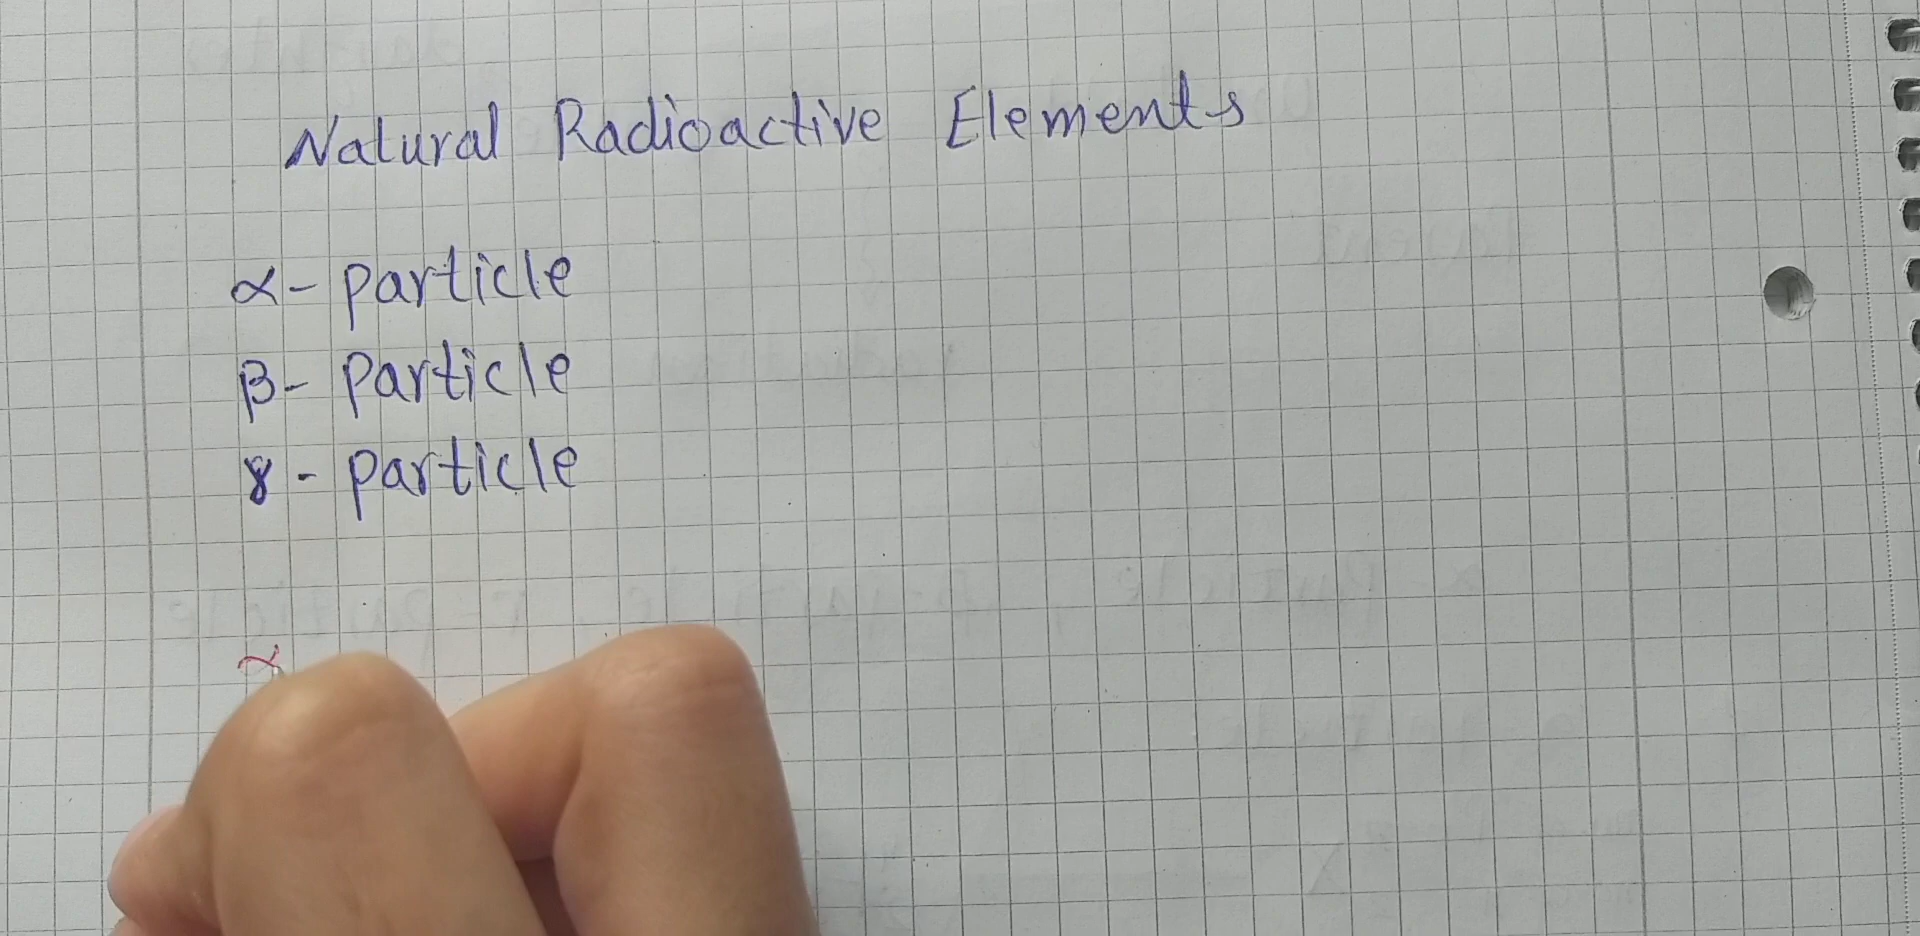 Natural Radioactive Elements
α- particle
β- particle
γ - particle
α